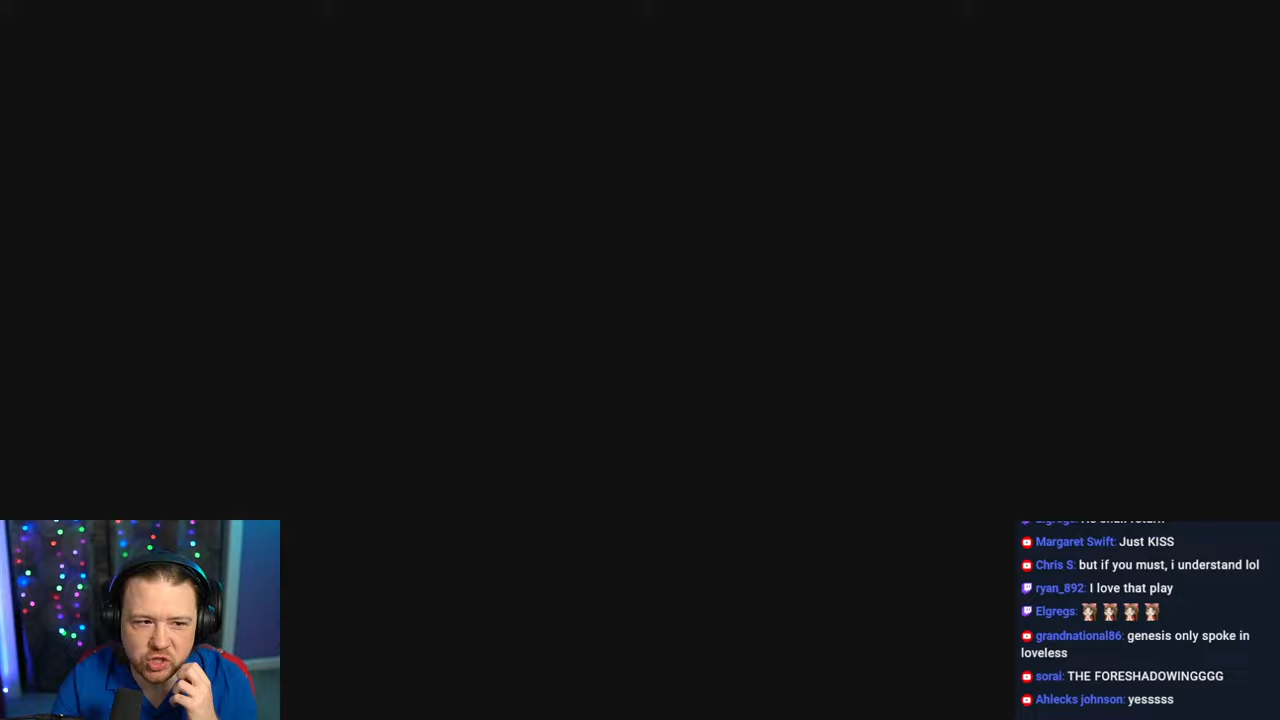 Margaret Swift: Just KISS
Chris S: but if you must, i understand lol
ryan_892: I love that play
Elgregs:
grandnational86: genesis only spoke in
loveless
sorai: THE FORESHADOWINGGGG
Ahlecks johnson: yesssss